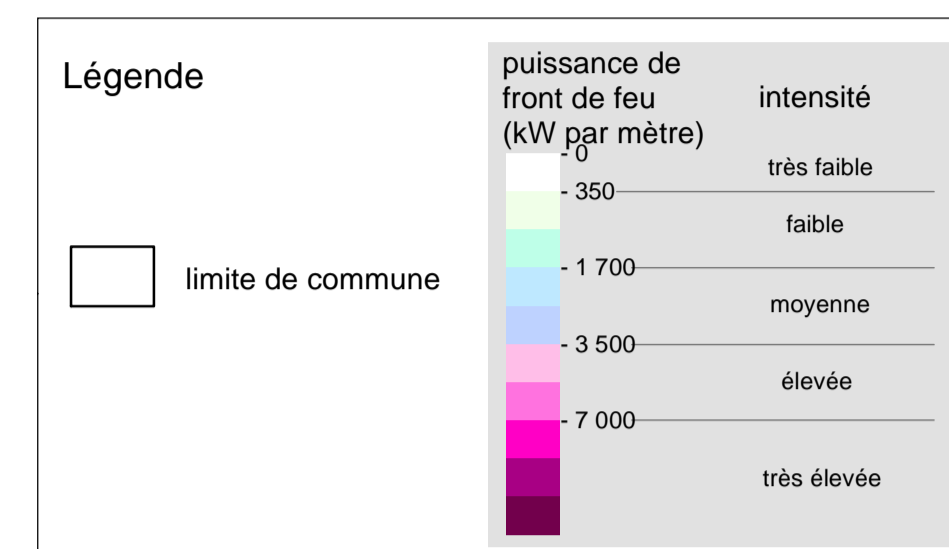 Légende
limite de commune
puissance de
front de feu
(kW par mètre)
intensité
- 0
très faible
- 350
faible
- 1 700
moyenne
- 3 500
élevée
- 7 000
très élevée